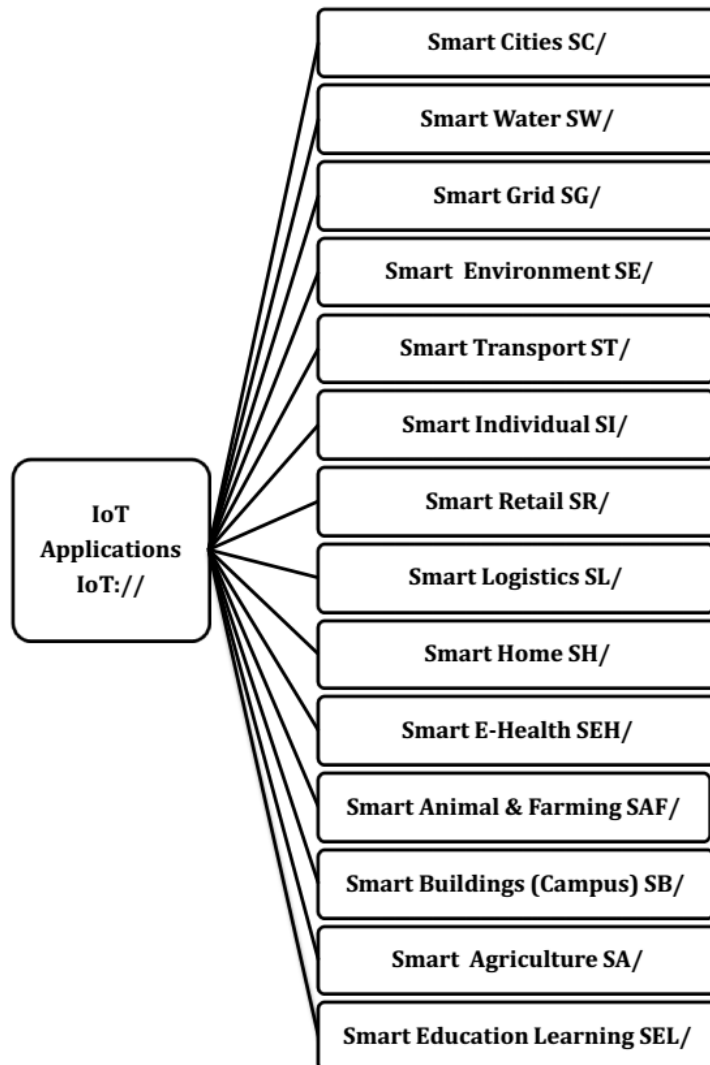 Smart Cities SC/
Smart Water SW/
Smart Grid SG/
Smart Environment SE/
Smart Transport ST/
Smart Individual SI/
IoT
Applications
IoT://
Smart Retail SR/
Smart Logistics SL/
Smart Home SH/
Smart E-Health SEH/
Smart Animal & Farming SAF/
Smart Buildings (Campus) SB/
Smart Agriculture SA/
Smart Education Learning SEL/